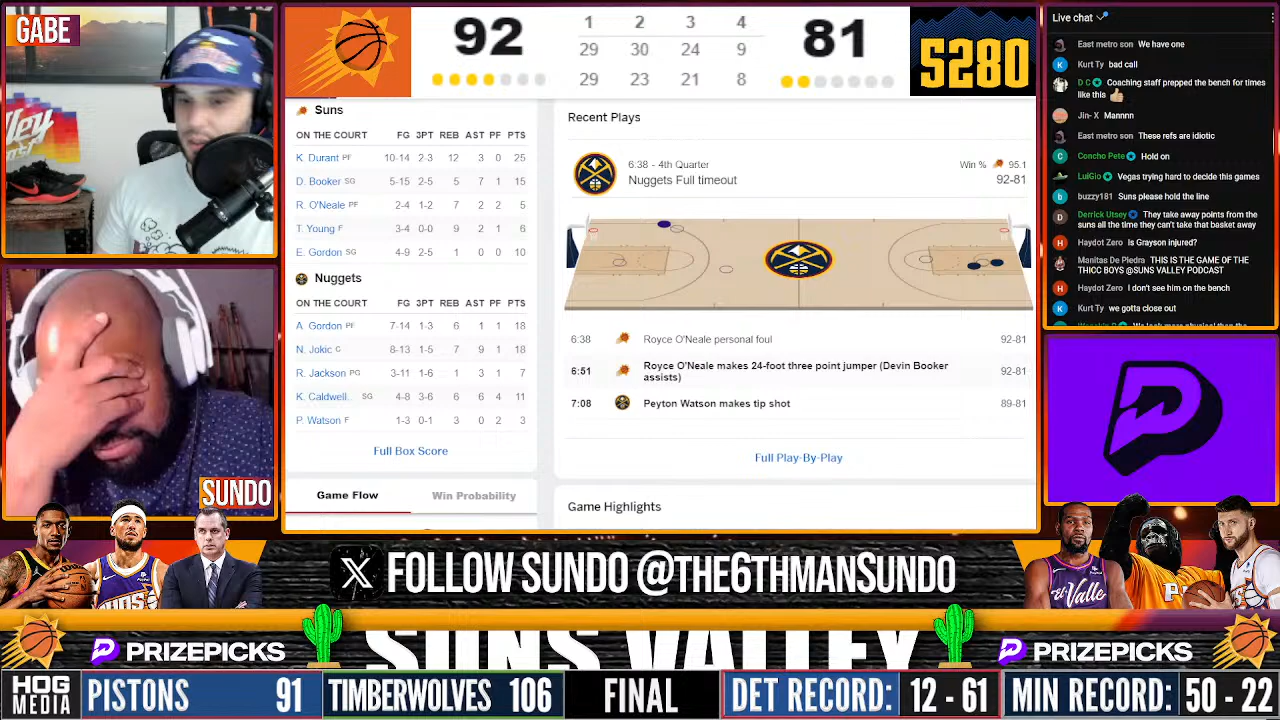 GABE
SUNDO
92
1 2 3 4
29 30 24 9
29 23 21 8
81
5280
Suns
ON THE COURT FG 3PT REB AST PF PTS
K. Durant PF 10-14 2-3 12 3 0 25
D. Booker SG 5-15 2-5 5 7 1 15
R. O'Neale PF 2-4 1-2 7 2 2 5
T. Young F 3-4 0-0 9 2 1 6
E. Gordon SG 4-9 2-5 1 0 0 10
Nuggets
ON THE COURT FG 3PT REB AST PF PTS
A. Gordon PF 7-14 1-3 6 1 1 18
N. Jokic C 8-13 1-5 7 9 1 18
R. Jackson PG 3-11 1-6 1 3 1 7
K. Caldwell.. SG 4-8 3-6 6 6 4 11
P. Watson F 1-3 0-1 3 0 2 3
Full Box Score
Game Flow
Win Probability
Recent Plays
6:38 - 4th Quarter
Win % 95.1
Nuggets Full timeout
92-81
6:38 Royce O'Neale personal foul 92-81
6:51 Royce O'Neale makes 24-foot three point jumper (Devin Booker
assists) 92-81
7:08 Peyton Watson makes tip shot 89-81
Full Play-By-Play
Game Highlights
Live chat
East metro son We have one
Kurt Ty bad call
D C Coaching staff prepped the bench for times
like this
Jin- X Mannnn
East metro son These refs are idiotic
Concho Pete Hold on
LuiGio Vegas trying hard to decide this games
buzzy181 Suns please hold the line
Derrick Utsey They take away points from the
suns all the time they can't take that basket away
Haydot Zero Is Grayson injured?
Manitas De Piedra THIS IS THE GAME OF THE
THICC BOYS @SUNS VALLEY PODCAST
Haydot Zero I don't see him on the bench
Kurt Ty we gotta close out
FOLLOW SUNDO @THE6THMANSUNDO
PRIZEPICKS
SUNS VALLEY
PRIZEPICKS
HOG
MEDIA
PISTONS 91
TIMBERWOLVES 106
FINAL
DET RECORD: 12 - 61
MIN RECORD: 50 - 22